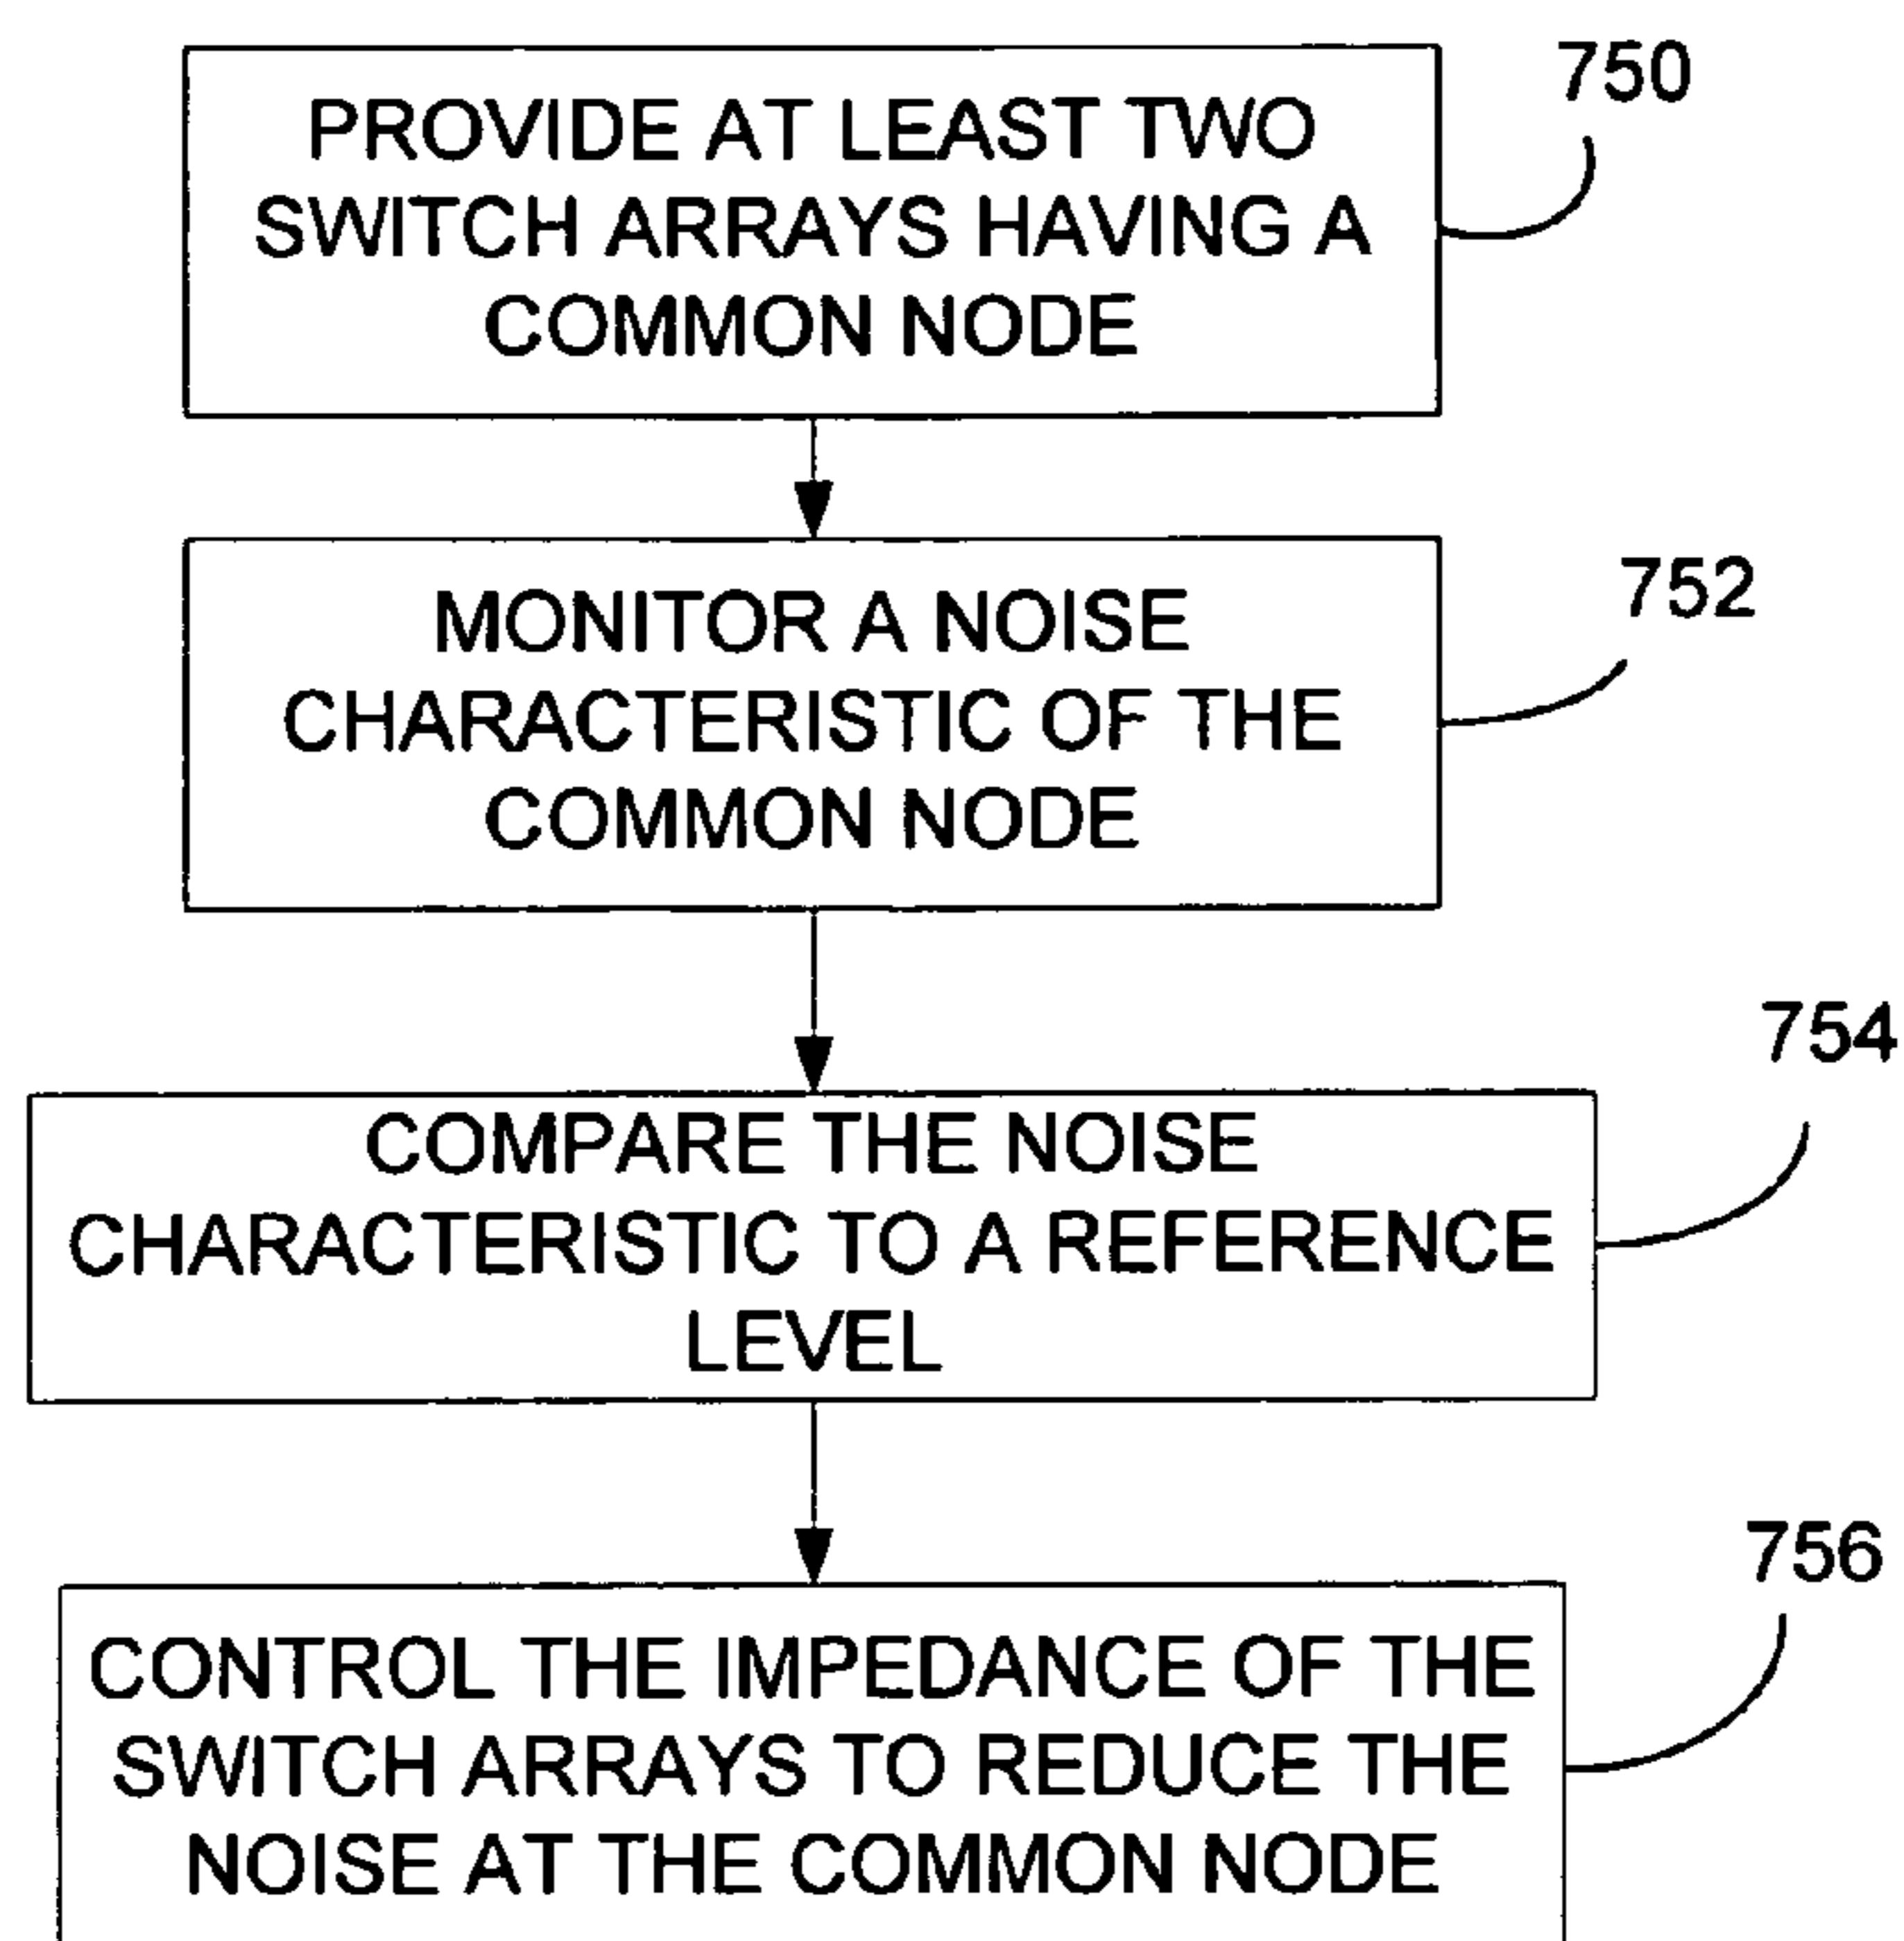 PROVIDE AT LEAST TWO
SWITCH ARRAYS HAVING A
COMMON NODE
750
MONITOR A NOISE
CHARACTERISTIC OF THE
COMMON NODE
752
COMPARE THE NOISE
CHARACTERISTIC TO A REFERENCE
LEVEL
754
CONTROL THE IMPEDANCE OF THE
SWITCH ARRAYS TO REDUCE THE
NOISE AT THE COMMON NODE
756